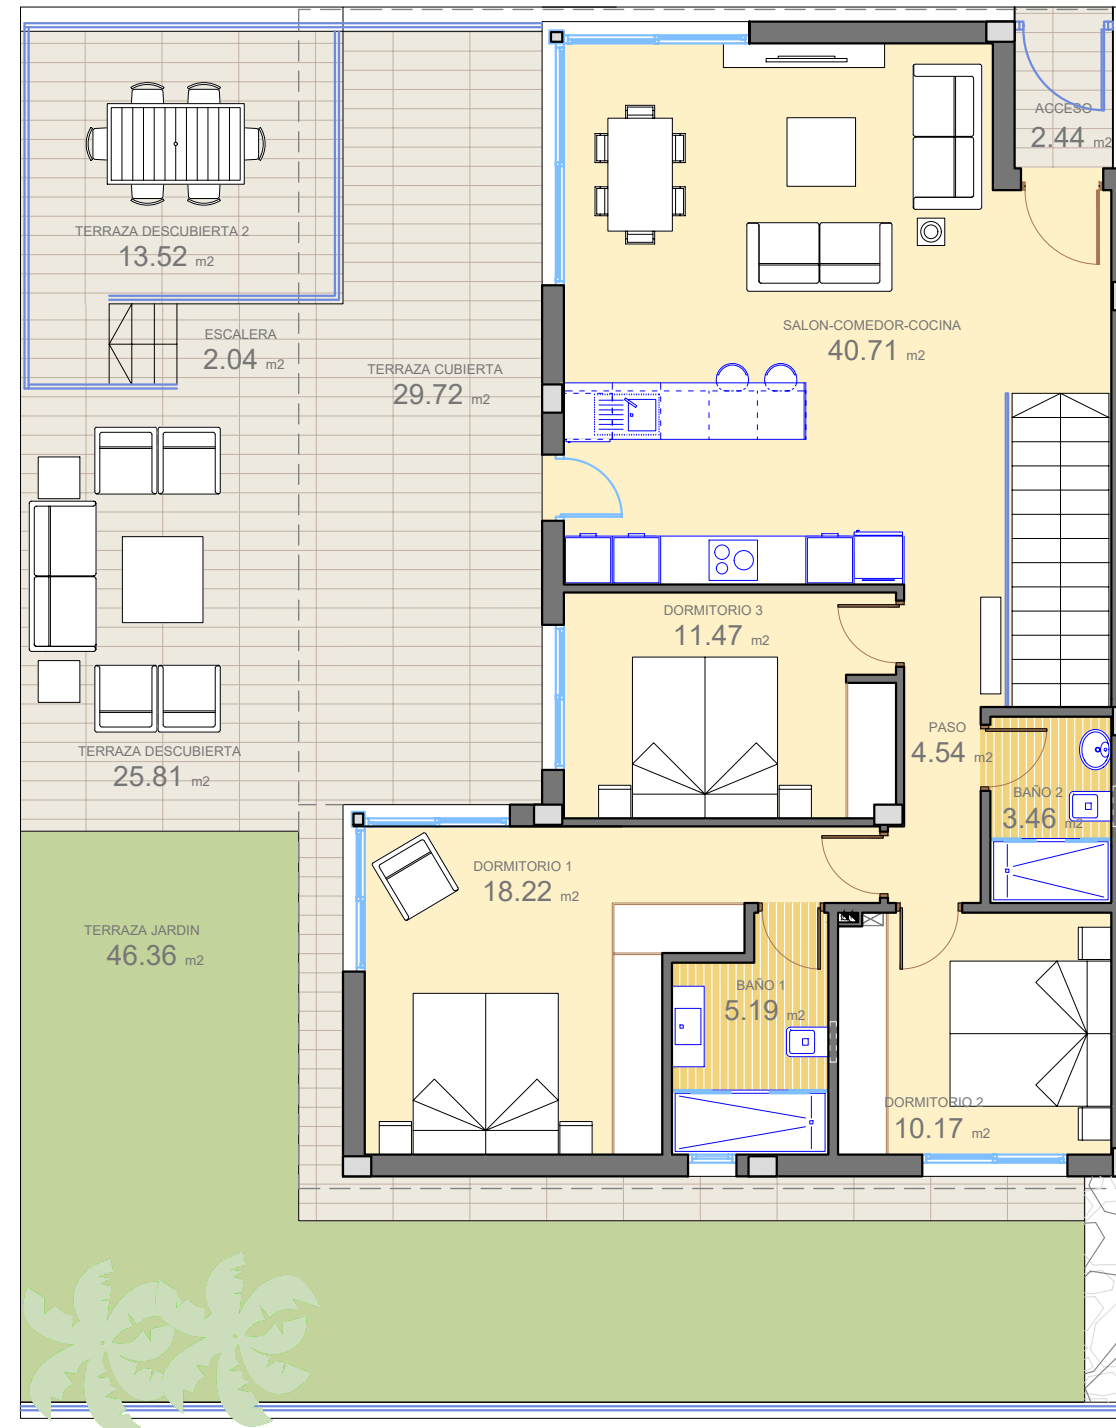 ACCESO
2.44 m2
TERRAZA DESCUBIERTA 2
13.52 m2
ESCALERA
2.04 m2
TERRAZA CUBIERTA
29.72 m2
SALON-COMEDOR-COCINA
40.71 m2
DORMITORIO 3
11.47 m2
PASO
4.54 m2
TERRAZA DESCUBIERTA
25.81 m2
BAÑO 2
3.46 m2
DORMITORIO 1
18.22 m2
TERRAZA JARDIN
46.36 m2
BAÑO 1
5.19 m2
DORMITORIO 2
10.17 m2